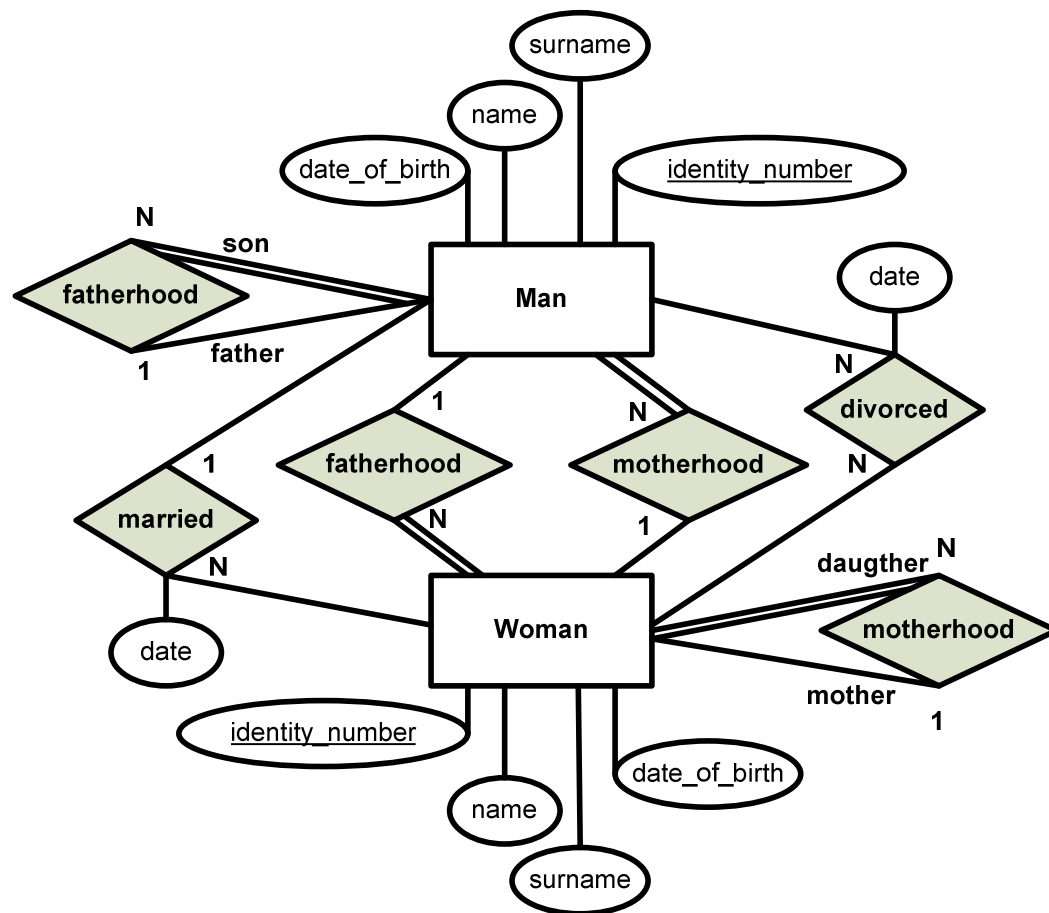 surname
name
date_of_birth
identity_number
N
son
fatherhood
Man
date
father
1
N
divorced
1
N
fatherhood
motherhood
N
1
married
N
N
1
daugther
N
Woman
motherhood
date
mother
1
identity_number
date_of_birth
name
surname